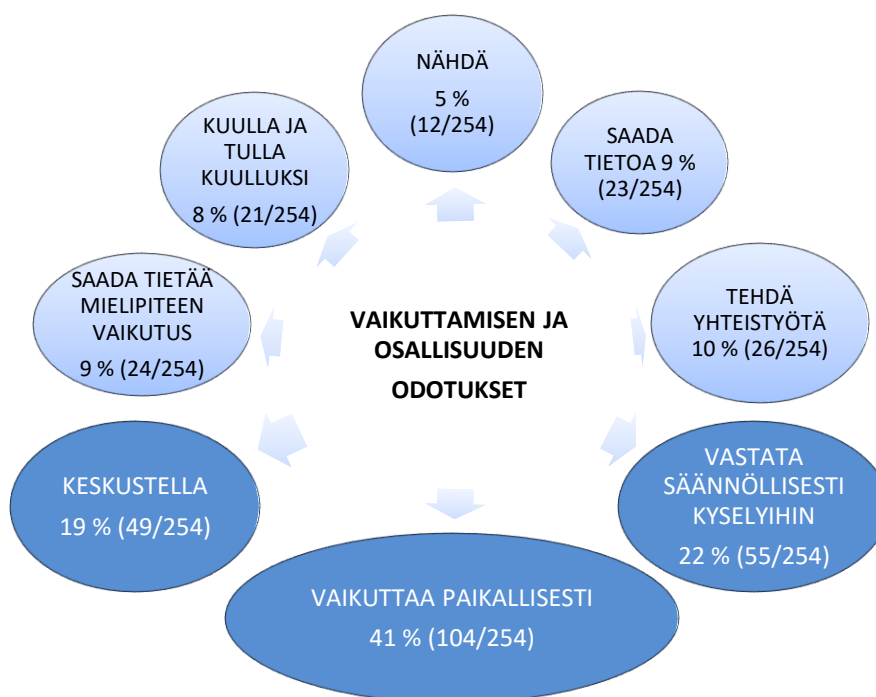 NÄHDÄ
5 %
(12/254)
SAADA
TIETOA 9 %
(23/254)
TEHDÄ
YHTEISTYÖTÄ
10 % (26/254)
VASTATA
SÄÄNNÖLLISESTI
KYSELYIHIN
22 % (55/254)
VAIKUTTAA PAIKALLISESTI
41 % (104/254)
KESKUSTELLA
19 % (49/254)
SAADA TIETÄÄ
MIELIPITEEN
VAIKUTUS
9 % (24/254)
KUULLA JA
TULLA
KUULLUKSI
8 % (21/254)
VAIKUTTAMISEN JA
OSALLISUUDEN
ODOTUKSET